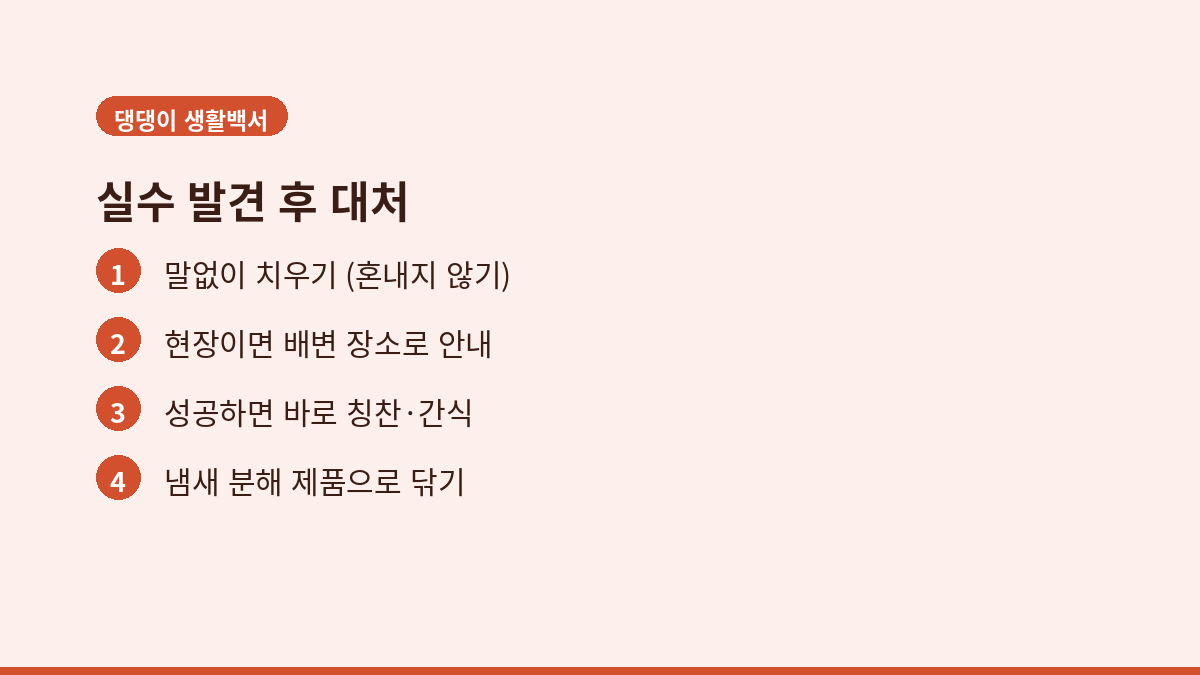 댕댕이 생활백서
실수 발견 후 대처
1 말없이 치우기 (혼내지 않기)
2 현장이면 배변 장소로 안내
3 성공하면 바로 칭찬·간식
4 냄새 분해 제품으로 닦기